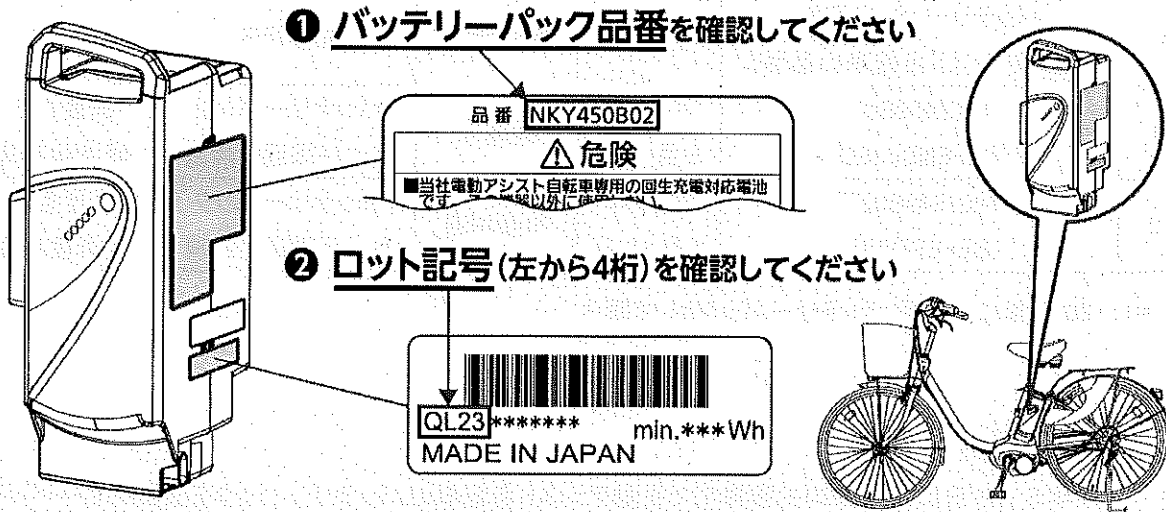 ❶ バッテリーパック品番を確認してください
品番 NKY450B02
⚠危険
■当社電動アシスト自転車専用の回生充電対応電池
です。
❷ ロット記号(左から4桁)を確認してください
QL23******* min.***Wh
MADE IN JAPAN